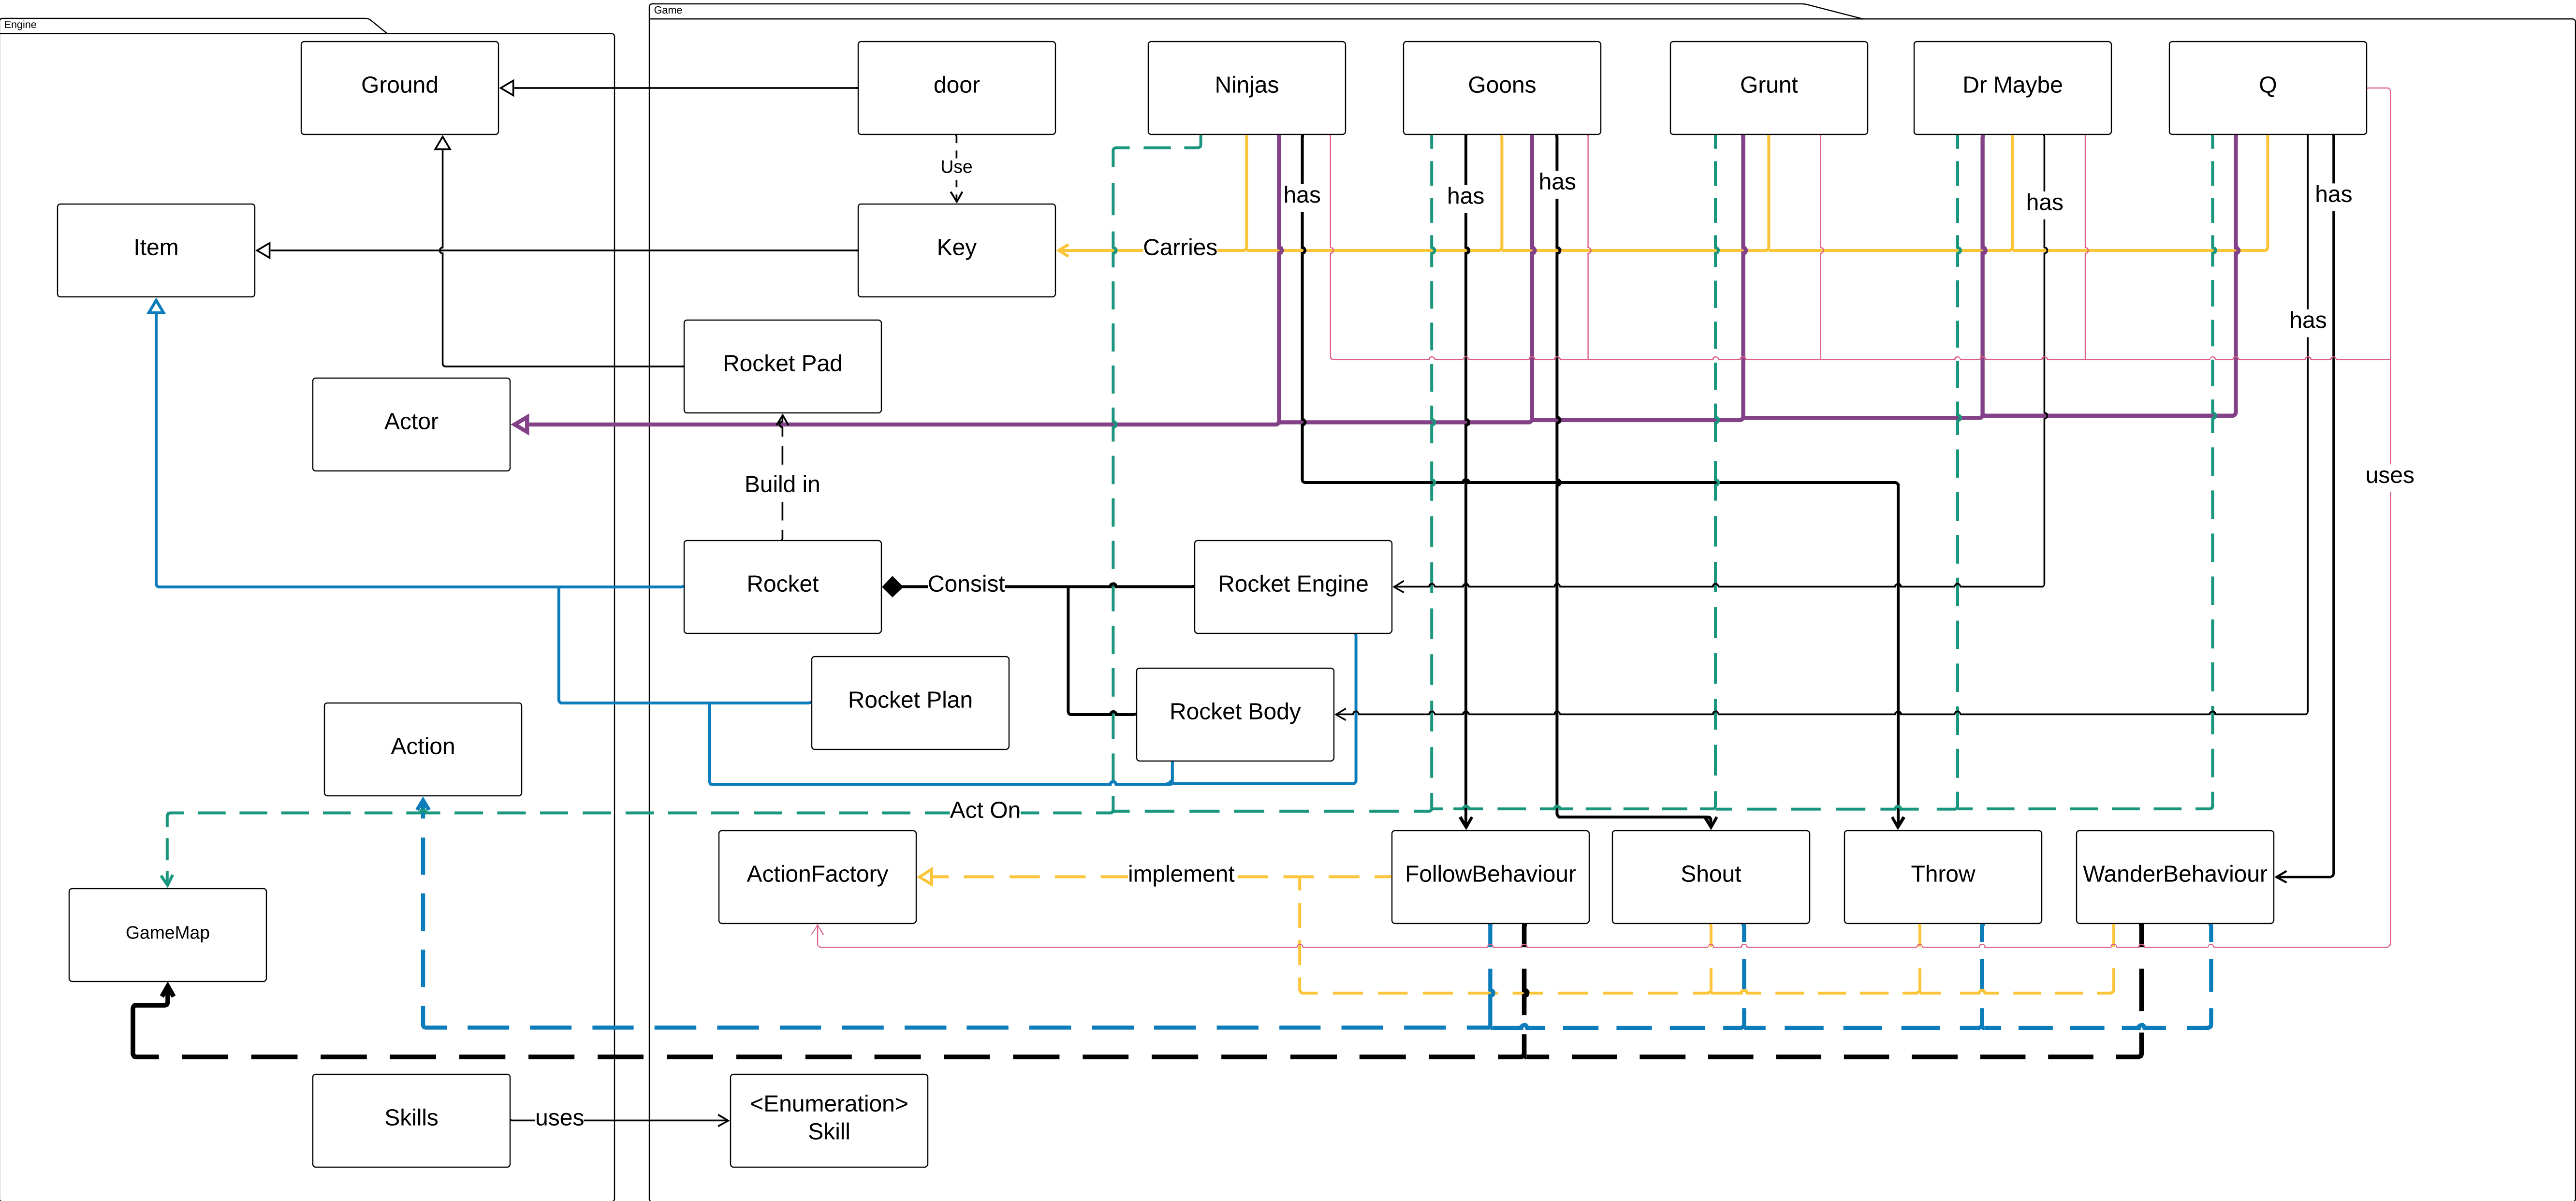 Engine
Game
Ground
door
Ninjas
Goons
Grunt
Dr Maybe
Q
Use
has
has
has
has
has
Item
Key
Carries
has
Rocket Pad
Actor
Build in
uses
Rocket
Consist
Rocket Engine
Rocket Plan
Rocket Body
Action
Act On
ActionFactory
implement
FollowBehaviour
Shout
Throw
WanderBehaviour
GameMap
Skills
uses
<Enumeration>
Skill